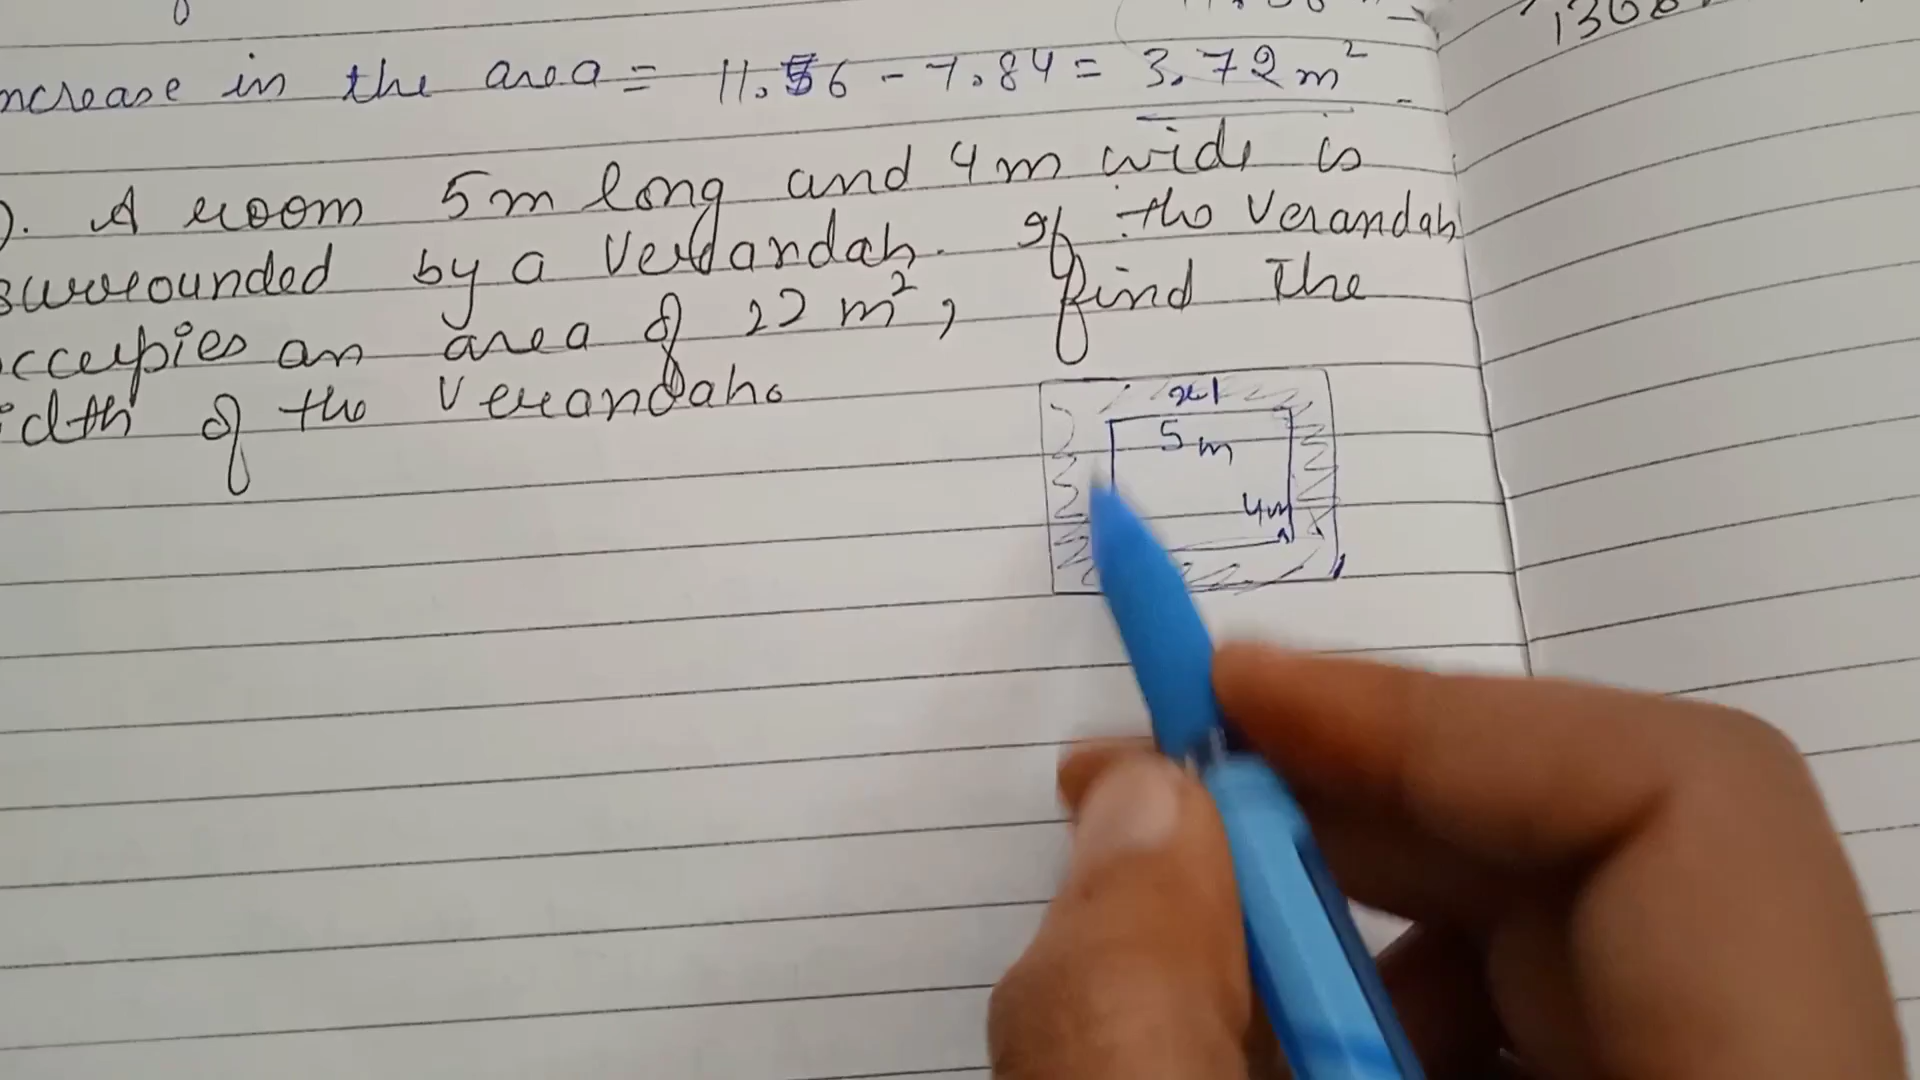 ncrease in the area = 11.56 - 7.84 = 3.72 m²
). A room 5m long and 4m wide is
surrounded by a Verandah. If the Verandah
occupies an area of 22 m², find the
idth of the Verandah.
5 m
4m
x